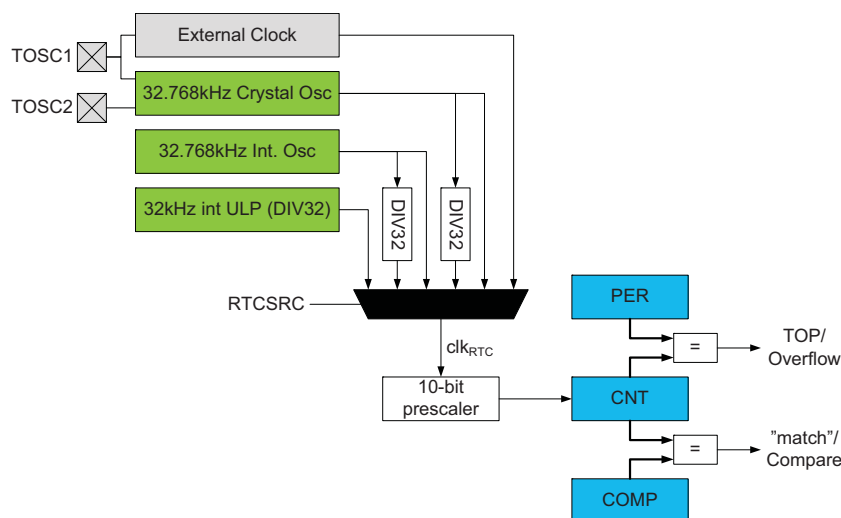 External Clock
TOSC1
32.768kHz Crystal Osc
TOSC2
32.768kHz Int. Osc
32kHz int ULP (DIV32)
DIV32
DIV32
RTCSRC
PER
clkRTC
=
TOP/
Overflow
10-bit
prescaler
CNT
=
"match"/
Compare
COMP